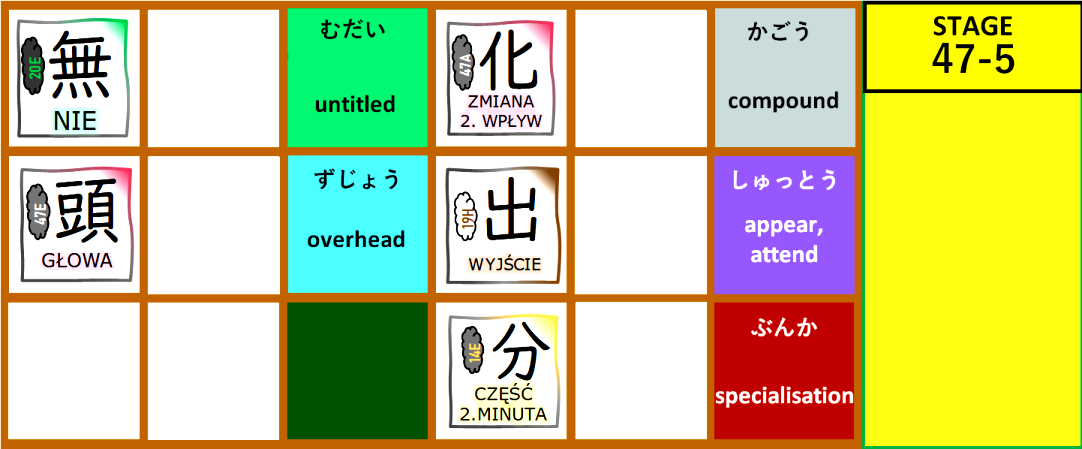 無
20E
NIE
むだい
untitled
化
47A
ZMIANA
2. WPŁYW
かごう
compound
STAGE
47-5
頭
47E
GŁOWA
ずじょう
overhead
出
19H
WYJŚCIE
しゅっとう
appear,
attend
分
14E
CZĘŚĆ
2.MINUTA
ぶんか
specialisation